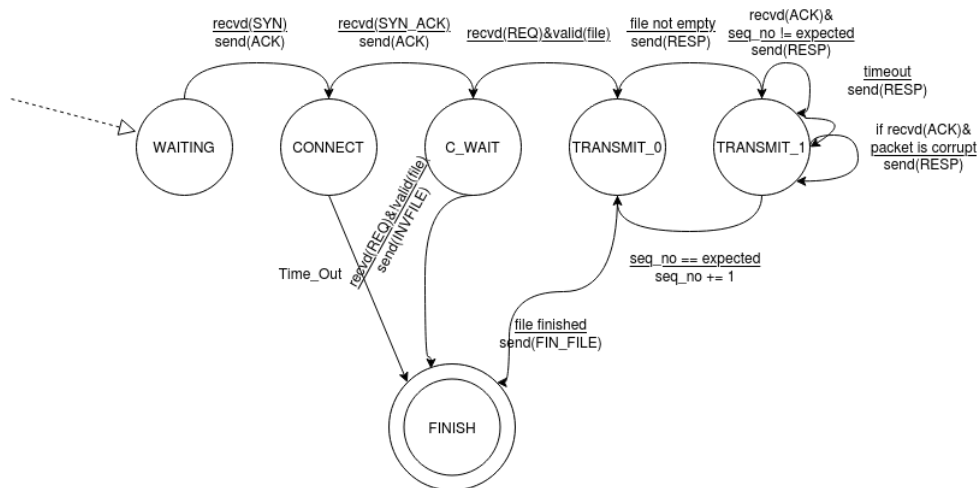 recvd(SYN)
send(ACK)
recvd(SYN_ACK)
send(ACK)
recvd(REQ)&valid(file)
file not empty
send(RESP)
recvd(ACK)&
seq_no != expected
send(RESP)
timeout
send(RESP)
WAITING
CONNECT
C_WAIT
TRANSMIT_0
TRANSMIT_1
if recvd(ACK)&
packet is corrupt
send(RESP)
recvd(REQ)&!valid(file)
send(INVFILE)
Time_Out
seq_no == expected
seq_no += 1
file finished
send(FIN_FILE)
FINISH